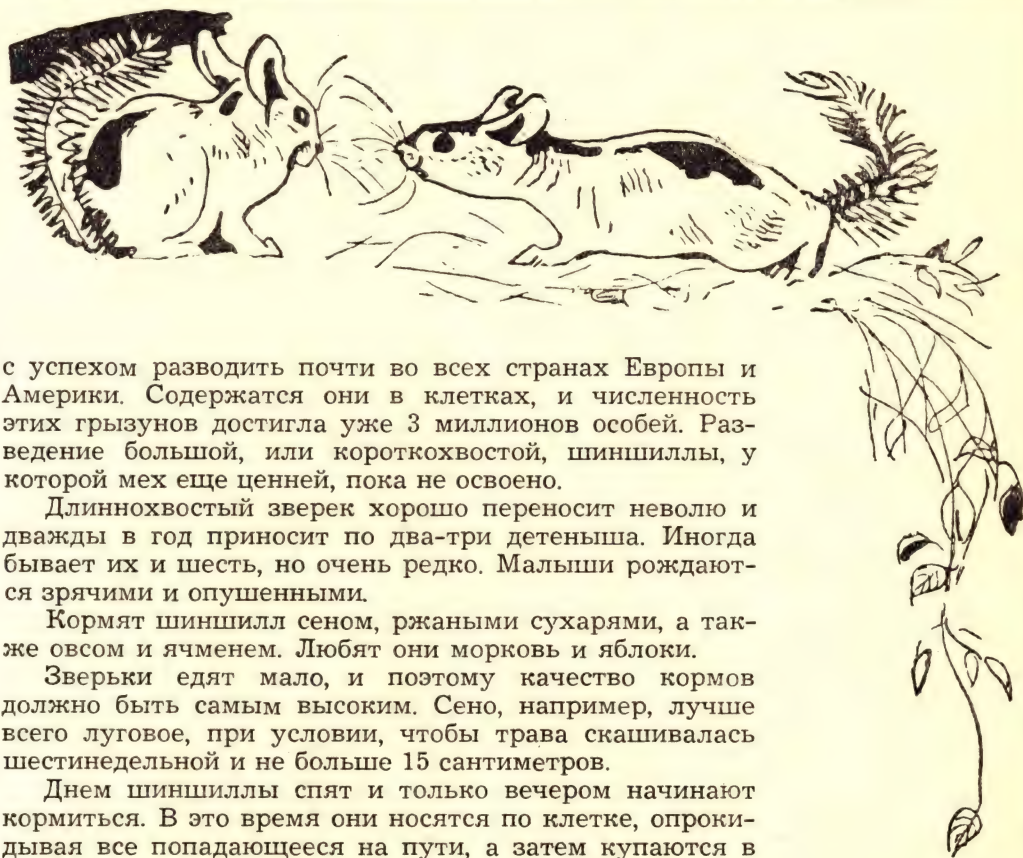 с успехом разводить почти во всех странах Европы и
Америки. Содержатся они в клетках, и численность
этих грызунов достигла уже 3 миллионов особей. Раз-
ведение большой, или короткохвостой, шиншиллы, у
которой мех еще ценней, пока не освоено.
Длиннохвостый зверек хорошо переносит неволю и
дважды в год приносит по два-три детеныша. Иногда
бывает их и шесть, но очень редко. Малыши рождают-
ся зрячими и опушенными.
Кормят шиншилл сеном, ржаными сухарями, а так-
же овсом и ячменем. Любят они морковь и яблоки.
Зверьки едят мало, и поэтому качество кормов
должно быть самым высоким. Сено, например, лучше
всего луговое, при условии, чтобы трава скашивалась
шестинедельной и не больше 15 сантиметров.
Днем шиншиллы спят и только вечером начинают
кормиться. В это время они носятся по клетке, опроки-
дывая все попадающееся на пути, а затем купаются в